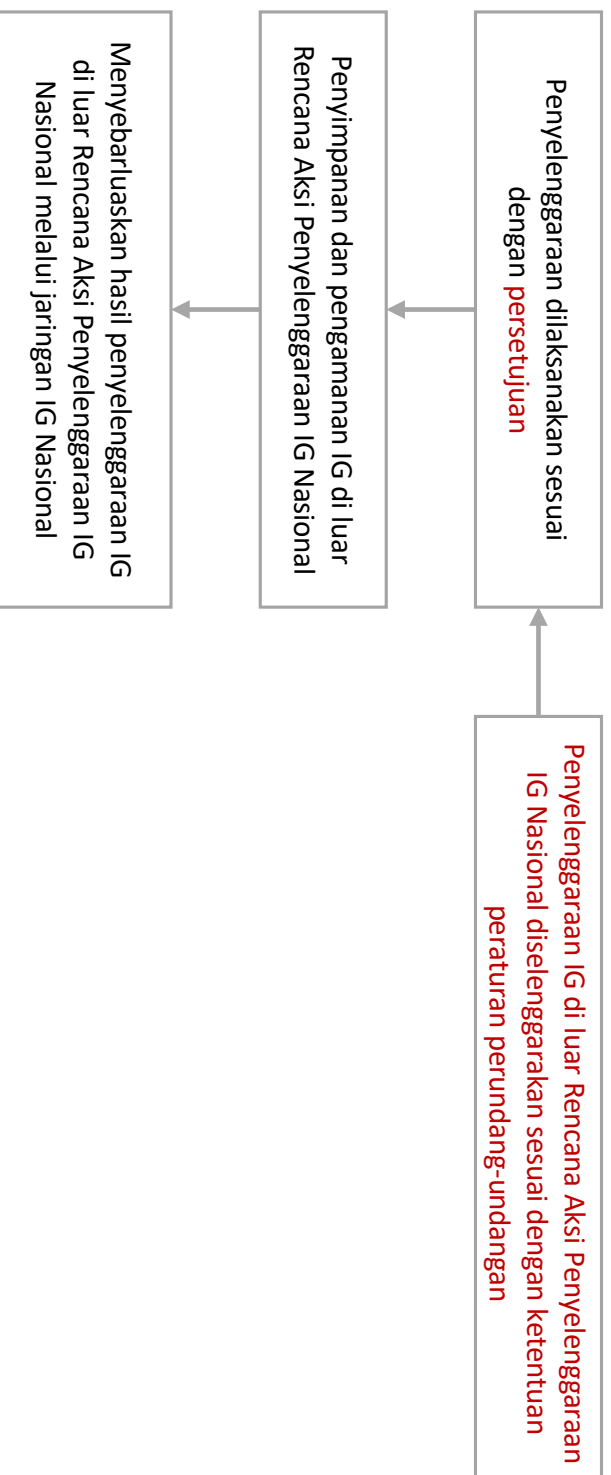 Penyelenggaraan dilaksanakan sesuai
dengan persetujuan
Penyimpanan dan pengamanan IG di luar
Rencana Aksi Penyelenggaraan IG Nasional
Menyebarluaskan hasil penyelenggaraan IG
di luar Rencana Aksi Penyelenggaraan IG
Nasional melalui jaringan IG Nasional
Penyelenggaraan IG di luar Rencana Aksi Penyelenggaraan
IG Nasional diselenggarakan sesuai dengan ketentuan
peraturan perundang-undangan